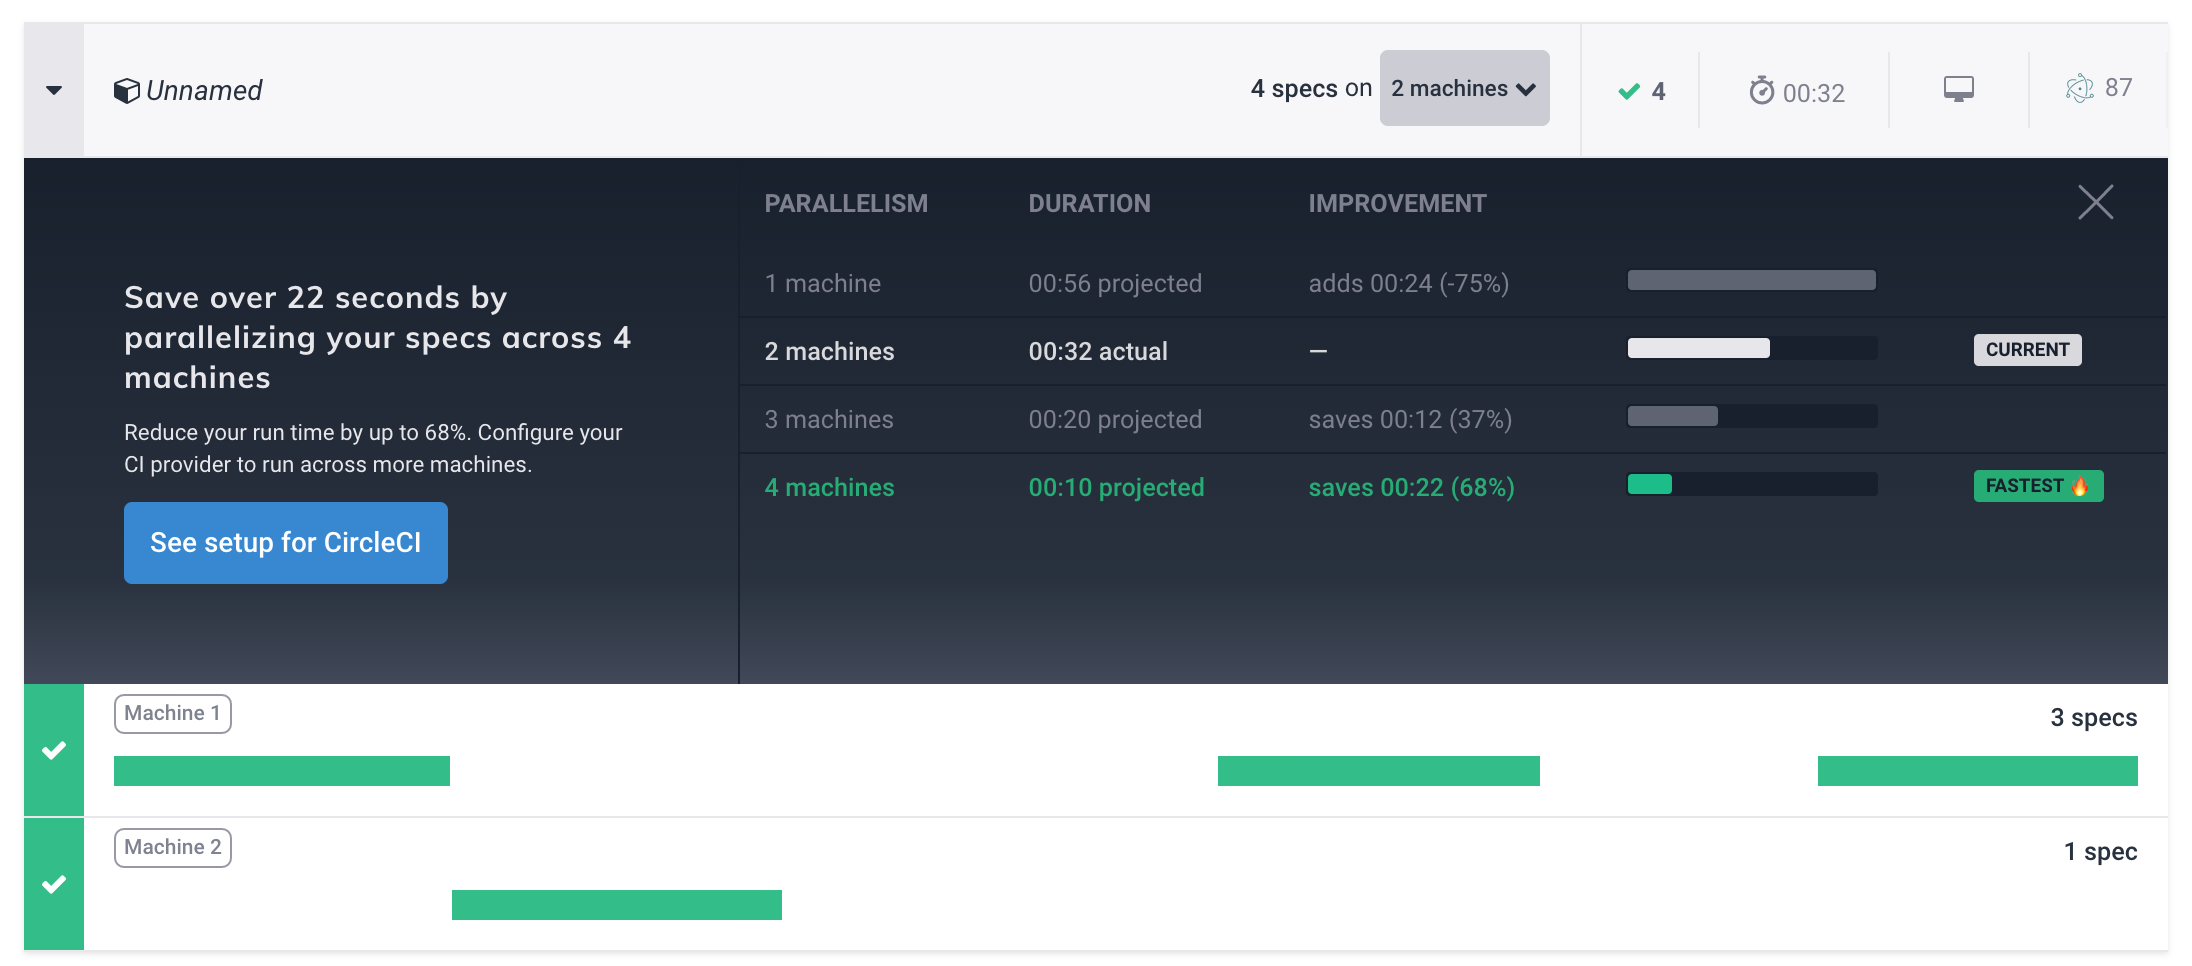 Unnamed
4 specs on 2 machines
4
00:32
87
PARALLELISM DURATION IMPROVEMENT
Save over 22 seconds by
parallelizing your specs across 4
machines
Reduce your run time by up to 68%. Configure your
CI provider to run across more machines.
See setup for CircleCI
1 machine 00:56 projected adds 00:24 (-75%)
2 machines 00:32 actual — CURRENT
3 machines 00:20 projected saves 00:12 (37%)
4 machines 00:10 projected saves 00:22 (68%) FASTEST 🔥
Machine 1
3 specs
Machine 2
1 spec